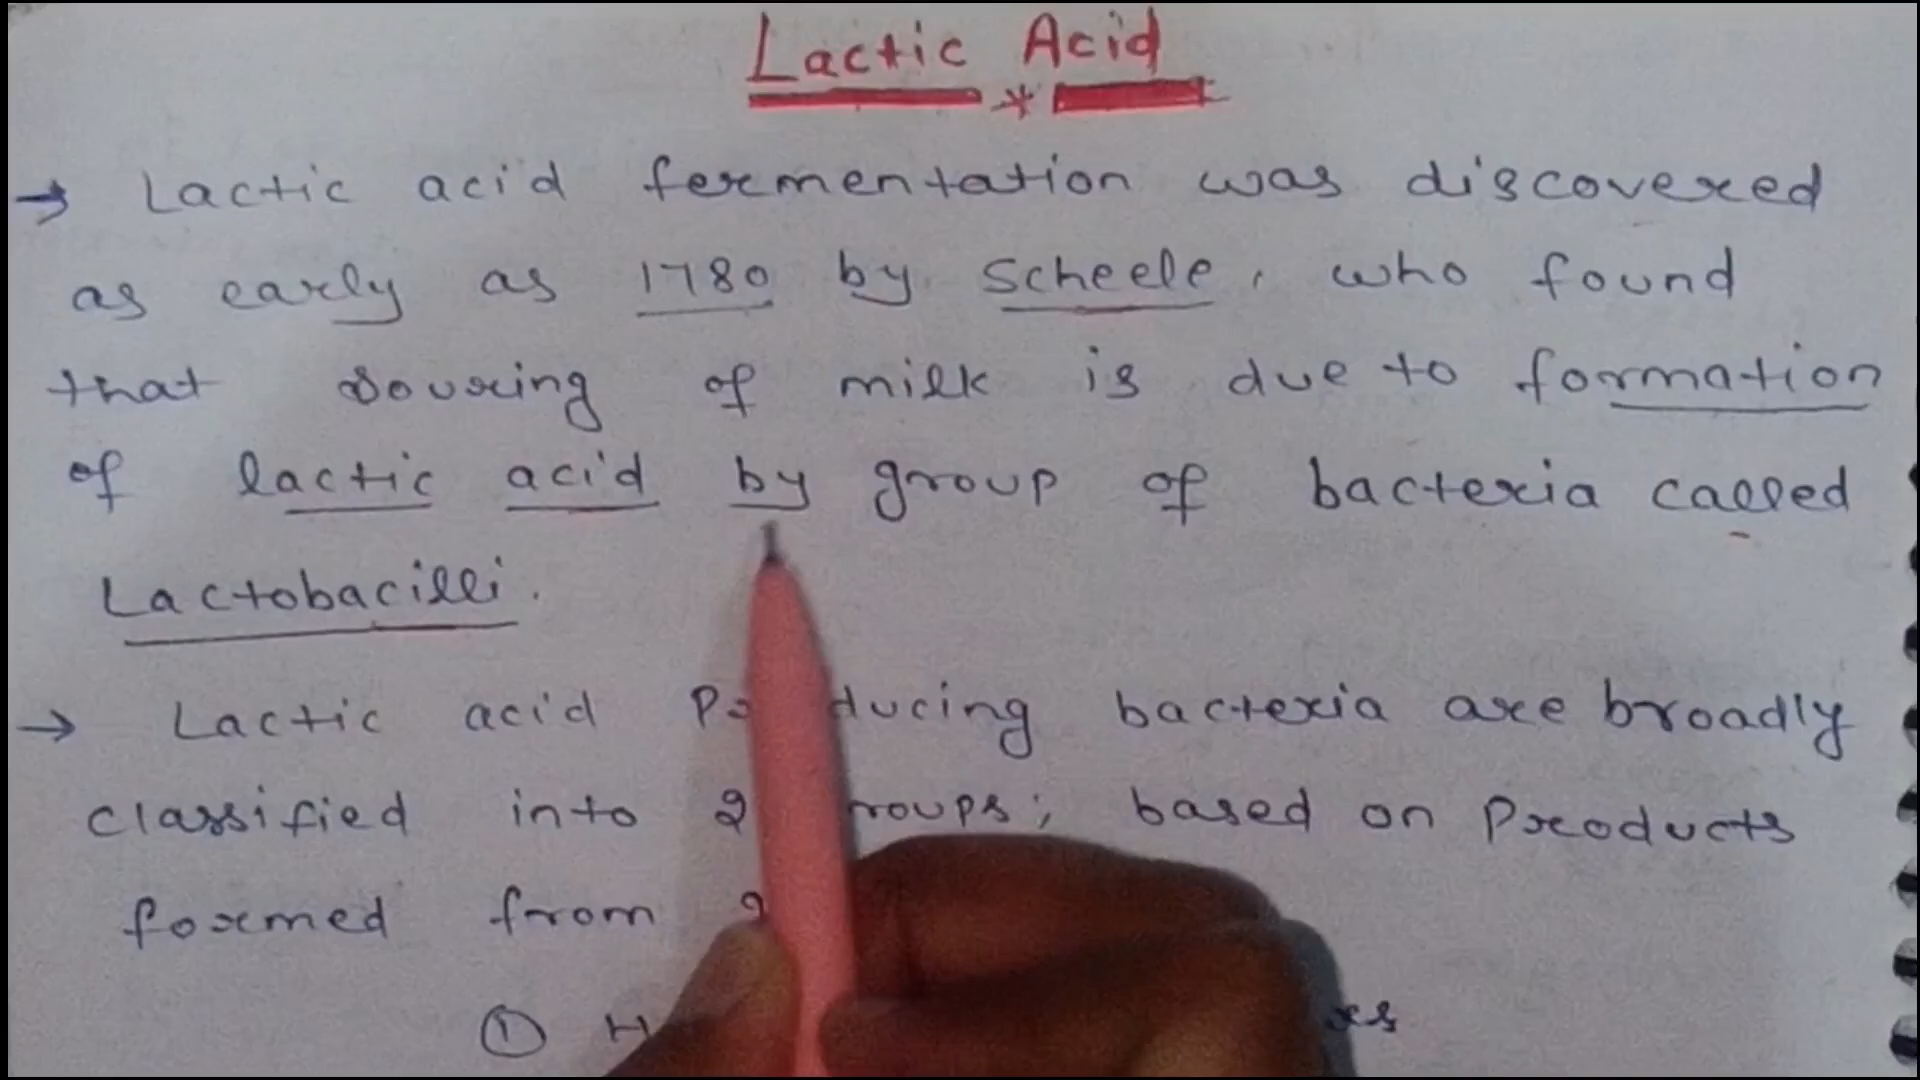 Lactic Acid
*
→ Lactic acid fermentation was discovered
as early as 1780 by Scheele, who found
that souring of milk is due to formation
of lactic acid by group of bacteria called
Lactobacilli.
→ Lactic acid bacteria are broadly
classified into 2 based on Products
formed from
①